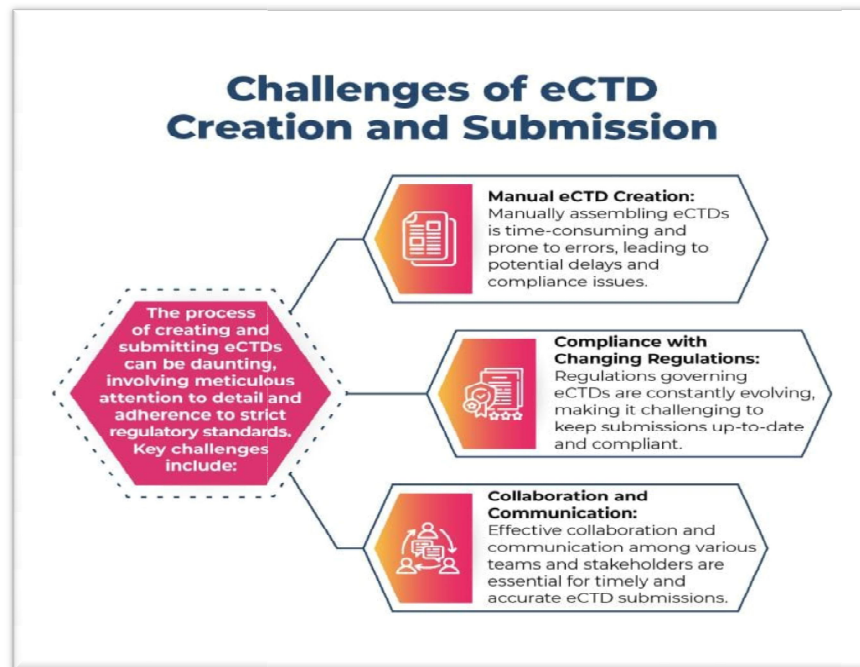 Challenges of eCTD
Creation and Submission
The process
of creating and
submitting eCTDs
can be daunting,
involving meticulous
attention to detail and
adherence to strict
regulatory standards.
Key challenges
include:
Manual eCTD Creation:
Manually assembling eCTDs
is time-consuming and
prone to errors, leading to
potential delays and
compliance issues.
Compliance with
Changing Regulations:
Regulations governing
eCTDs are constantly evolving,
making it challenging to
keep submissions up-to-date
and compliant.
Collaboration and
Communication:
Effective collaboration and
communication among various
teams and stakeholders are
essential for timely and
accurate eCTD submissions.